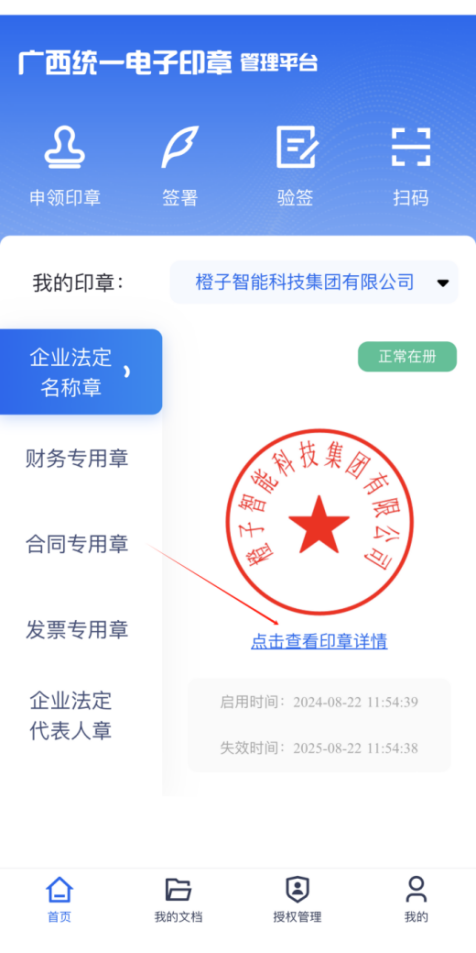 广西统一电子印章 管理平台
申领印章 签署 验签 扫码
我的印章： 橙子智能科技集团有限公司
企业法定
名称章
正常在册
财务专用章
合同专用章
发票专用章
企业法定
代表人章
橙子智能科技集团有限公司
点击查看印章详情
启用时间：2024-08-22 11:54:39
失效时间：2025-08-22 11:54:38
首页 我的文档 授权管理 我的